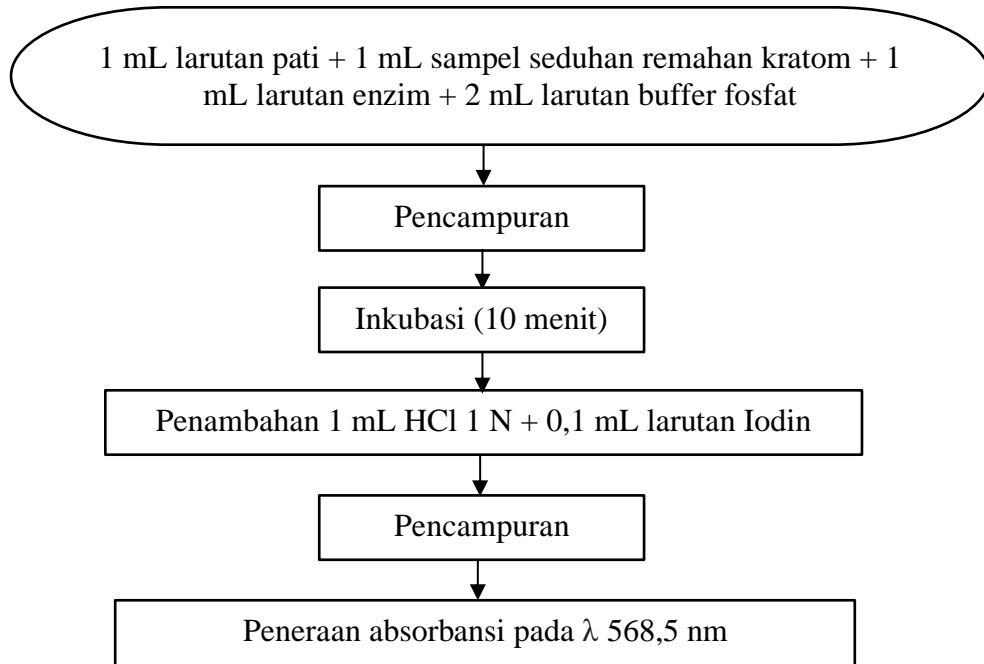 1 mL larutan pati + 1 mL sampel seduhan remahan kratom + 1
mL larutan enzim + 2 mL larutan buffer fosfat
Pencampuran
Inkubasi (10 menit)
Penambahan 1 mL HCl 1 N + 0,1 mL larutan Iodin
Pencampuran
Peneraan absorbansi pada λ 568,5 nm